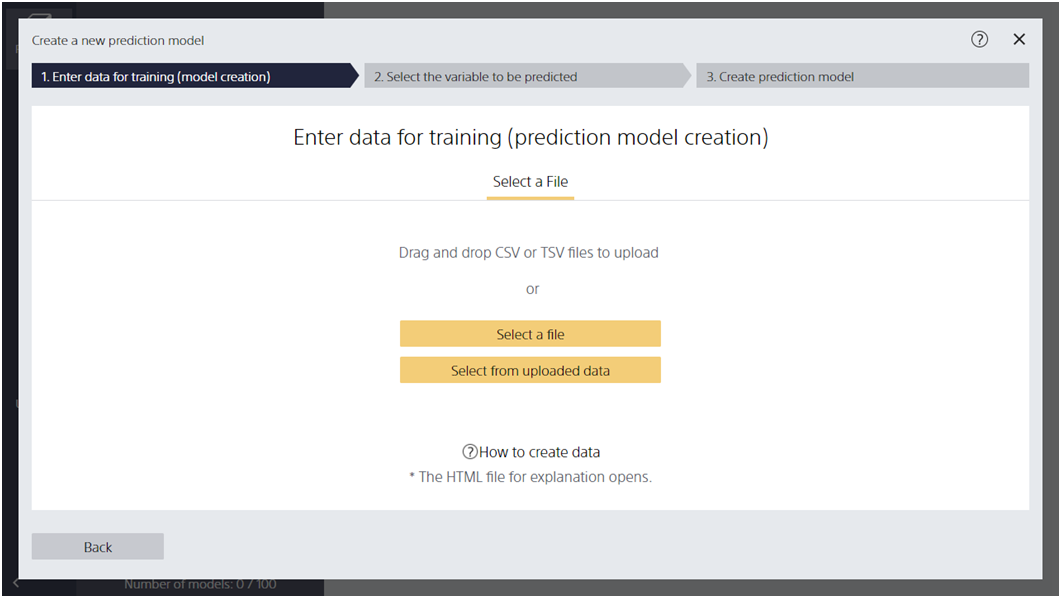 Create a new prediction model
1. Enter data for training (model creation)
2. Select the variable to be predicted
3. Create prediction model
Enter data for training (prediction model creation)
Select a File
Drag and drop CSV or TSV files to upload
or
Select a file
Select from uploaded data
?How to create data
* The HTML file for explanation opens.
Back
Number of models: 0 / 100